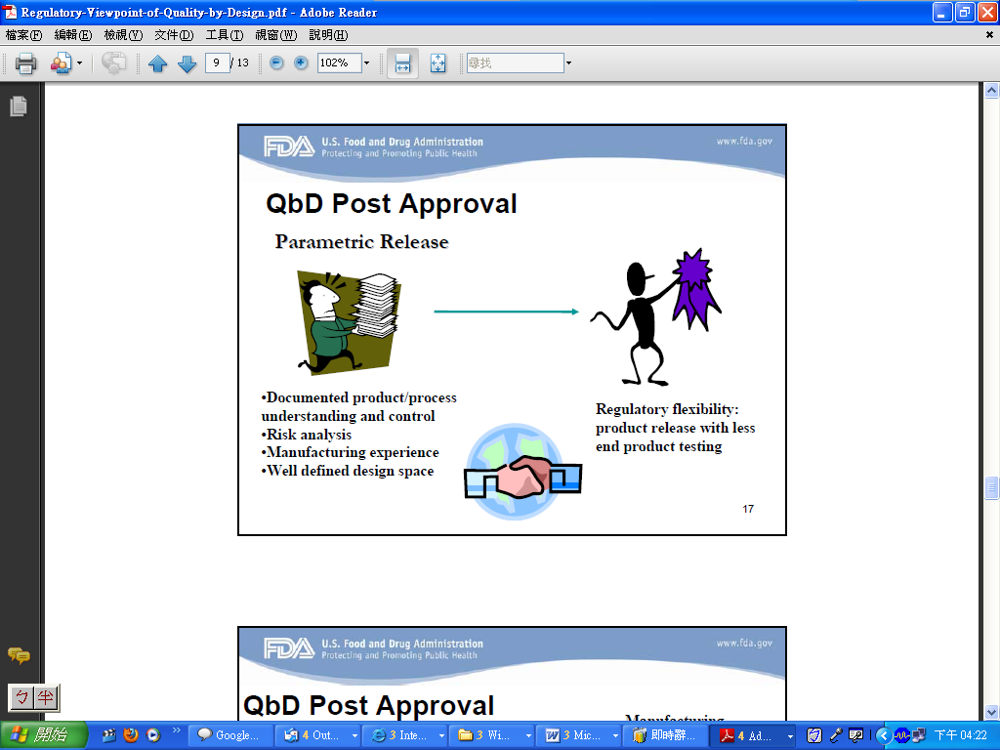 Regulatory-Viewpoint-of-Quality-by-Design.pdf - Adobe Reader
檔案(F) 編輯(E) 檢視(V) 文件(D) 工具(T) 視窗(W) 說明(H)
9 / 13 102% 尋找
FDA U.S. Food and Drug Administration
Protecting and Promoting Public Health
www.fda.gov
QbD Post Approval
Parametric Release
•Documented product/process
understanding and control
•Risk analysis
•Manufacturing experience
•Well defined design space
Regulatory flexibility:
product release with less
end product testing
17
FDA U.S. Food and Drug Administration
Protecting and Promoting Public Health
www.fda.gov
QbD Post Approval
Manufacturing
ㄅ 半
開始 Google... 4 Out... 3 Inte... 3 Wi... 3 Mic... 即時辭... 4 Ad... 下午 04:22